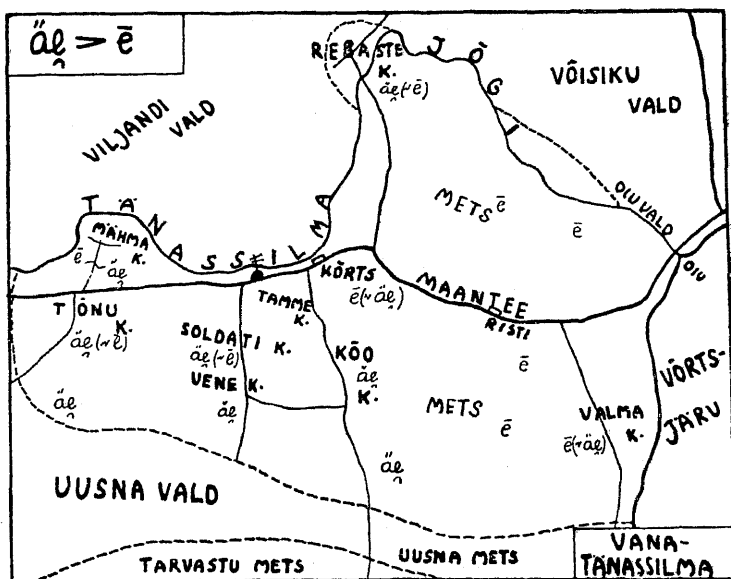 äe̯ > ē
REBASTE
K.
äe̯(~ē)
JÕGI
VÕISIKU
VALD
VILJANDI
VALD
METS ē
ē
OIU VALD
OIU
TÄNASSILMA
MÄHMA
K.
ē
äe̯
KÕRTS
ē(~äe̯)
MAANTEE
RISTI
TÕNU
K.
äe̯(~ē)
TAMME
K.
SOLDATI K.
äe̯(~ē)
UENE K.
äe̯
KÕO
äe̯
K.
ē
METS
ē
VALMA
K.
ē(~äe̯)
VÕRTS-
JÄRV
äe̯
äe̯
UUSNA VALD
TARVASTU METS
UUSNA METS
VANA-
TÄNASSILMA